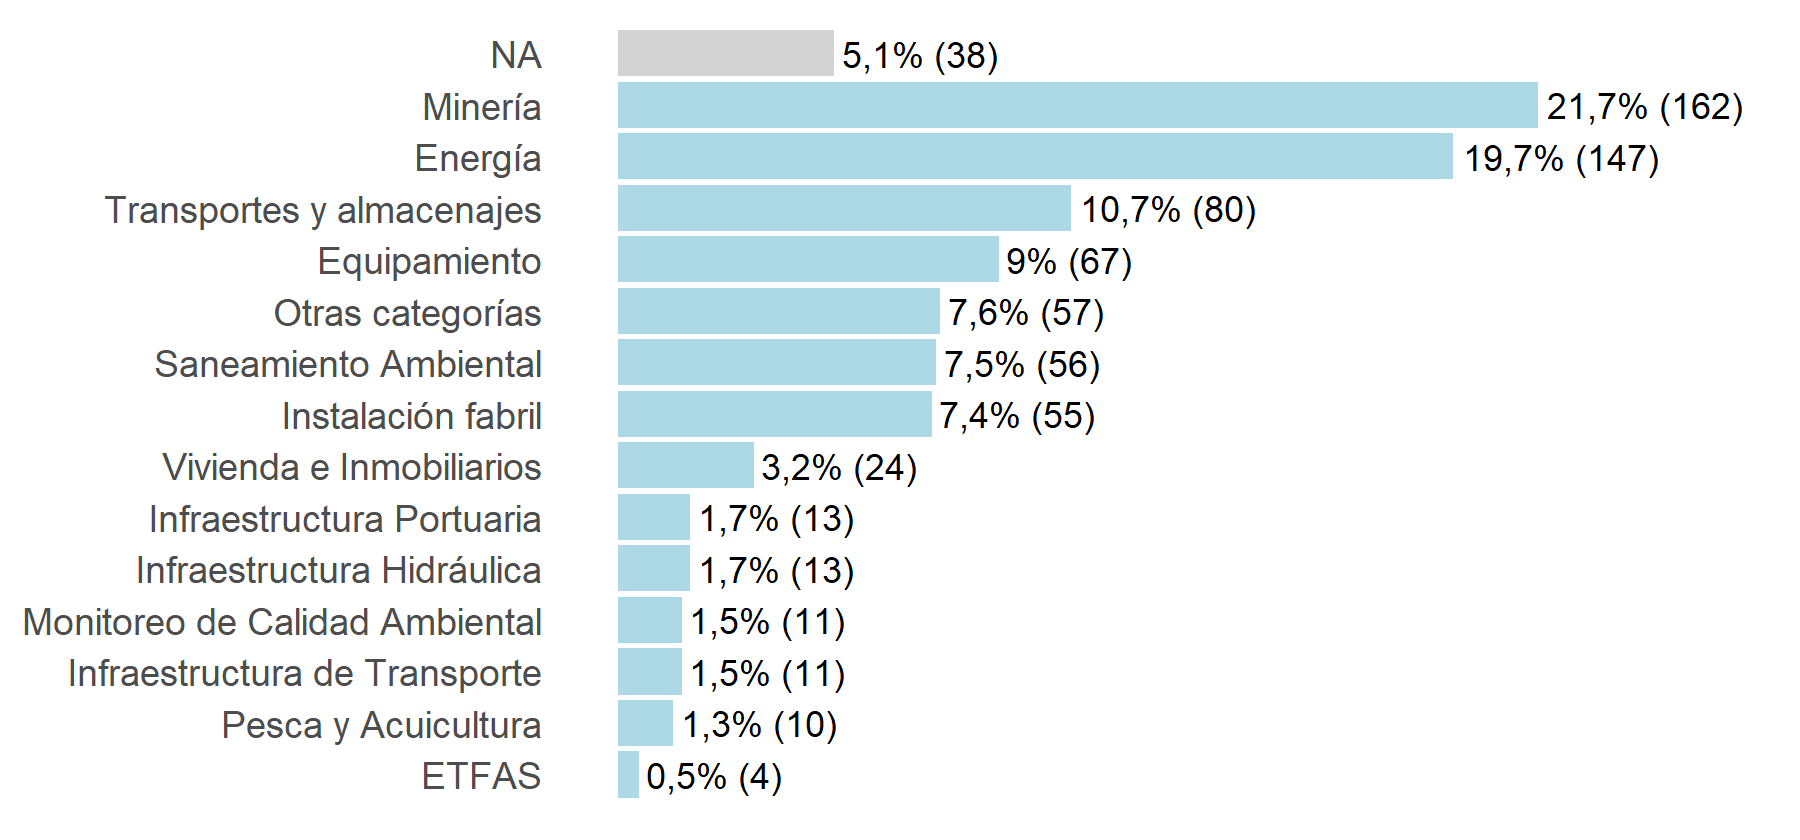 NA 5,1% (38)
Minería 21,7% (162)
Energía 19,7% (147)
Transportes y almacenajes 10,7% (80)
Equipamiento 9% (67)
Otras categorías 7,6% (57)
Saneamiento Ambiental 7,5% (56)
Instalación fabril 7,4% (55)
Vivienda e Inmobiliarios 3,2% (24)
Infraestructura Portuaria 1,7% (13)
Infraestructura Hidráulica 1,7% (13)
Monitoreo de Calidad Ambiental 1,5% (11)
Infraestructura de Transporte 1,5% (11)
Pesca y Acuicultura 1,3% (10)
ETFAS 0,5% (4)